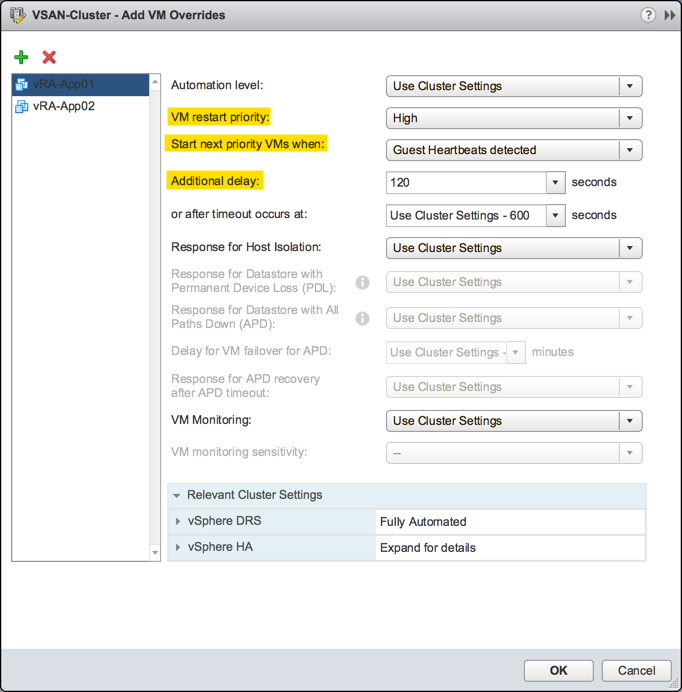 VSAN-Cluster - Add VM Overrides
vRA-App01
vRA-App02
Automation level: Use Cluster Settings
VM restart priority: High
Start next priority VMs when: Guest Heartbeats detected
Additional delay: 120 seconds
or after timeout occurs at: Use Cluster Settings - 600 seconds
Response for Host Isolation: Use Cluster Settings
Response for Datastore with
Permanent Device Loss (PDL): Use Cluster Settings
Response for Datastore with All
Paths Down (APD): Use Cluster Settings
Delay for VM failover for APD: Use Cluster Settings - minutes
Response for APD recovery
after APD timeout: Use Cluster Settings
VM Monitoring: Use Cluster Settings
VM monitoring sensitivity: --
Relevant Cluster Settings
vSphere DRS Fully Automated
vSphere HA Expand for details
OK Cancel